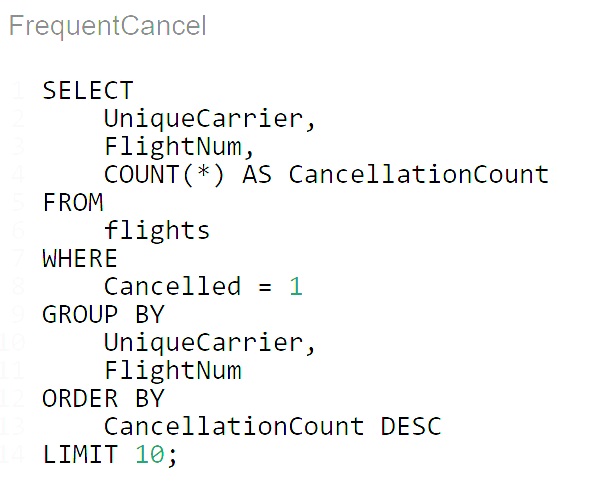 FrequentCancel
1 SELECT
2     UniqueCarrier,
3     FlightNum,
4     COUNT(*) AS CancellationCount
5 FROM
6     flights
7 WHERE
8     Cancelled = 1
9 GROUP BY
10     UniqueCarrier,
11     FlightNum
12 ORDER BY
13     CancellationCount DESC
14 LIMIT 10;